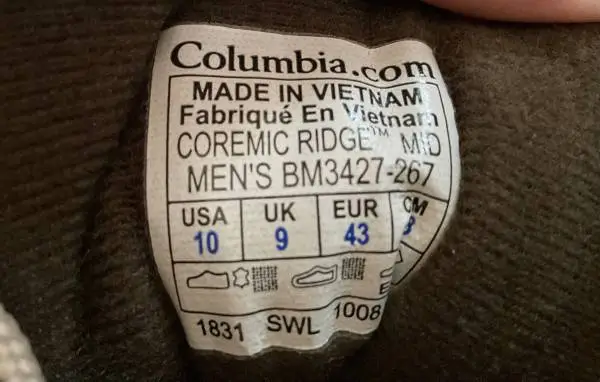 Columbia.com
MADE IN VIETNAM
Fabriqué En Vietnam
COREMIC RIDGE™ MID
MEN'S BM3427-267
USA UK EUR CM
10 9 43
1831 SWL 1008